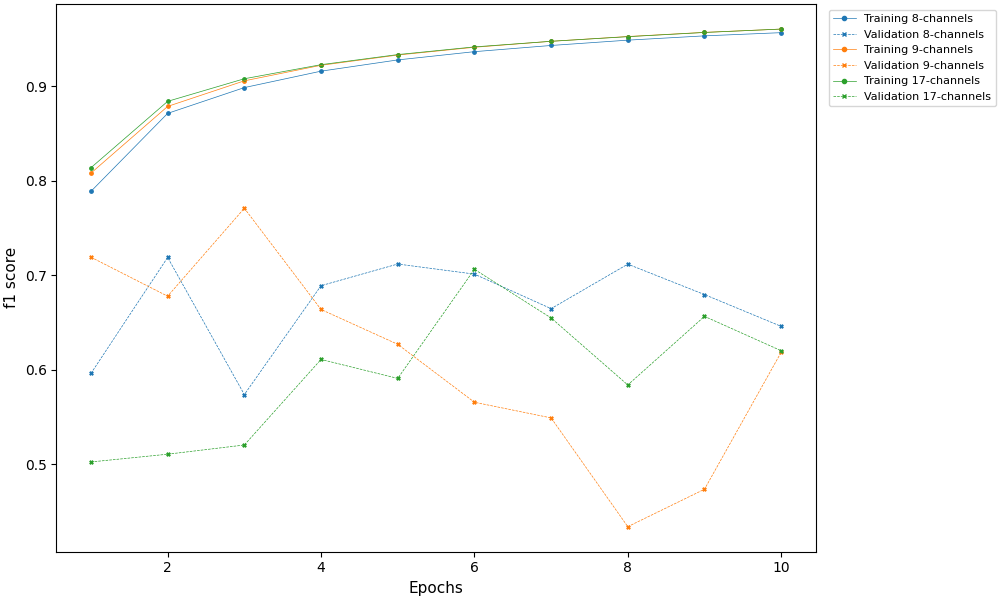 f1 score
0.9
0.8
0.7
0.6
0.5
2 4 6 8 10
Epochs
Training 8-channels
Validation 8-channels
Training 9-channels
Validation 9-channels
Training 17-channels
Validation 17-channels